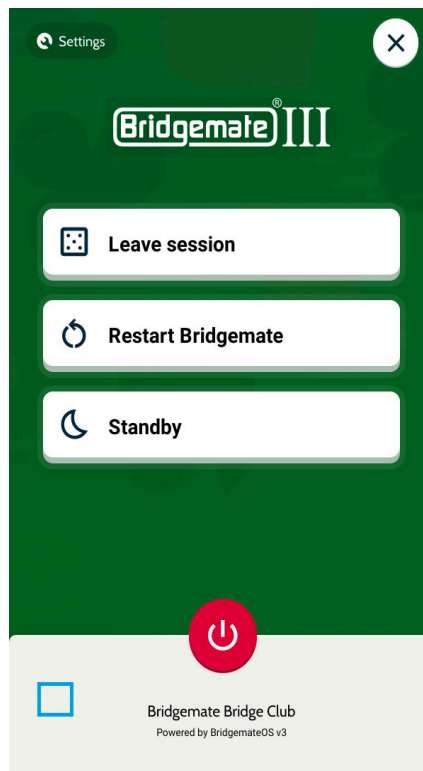 Settings
Bridgemate® III
Leave session
Restart Bridgemate
Standby
Bridgemate Bridge Club
Powered by BridgemateOS v3